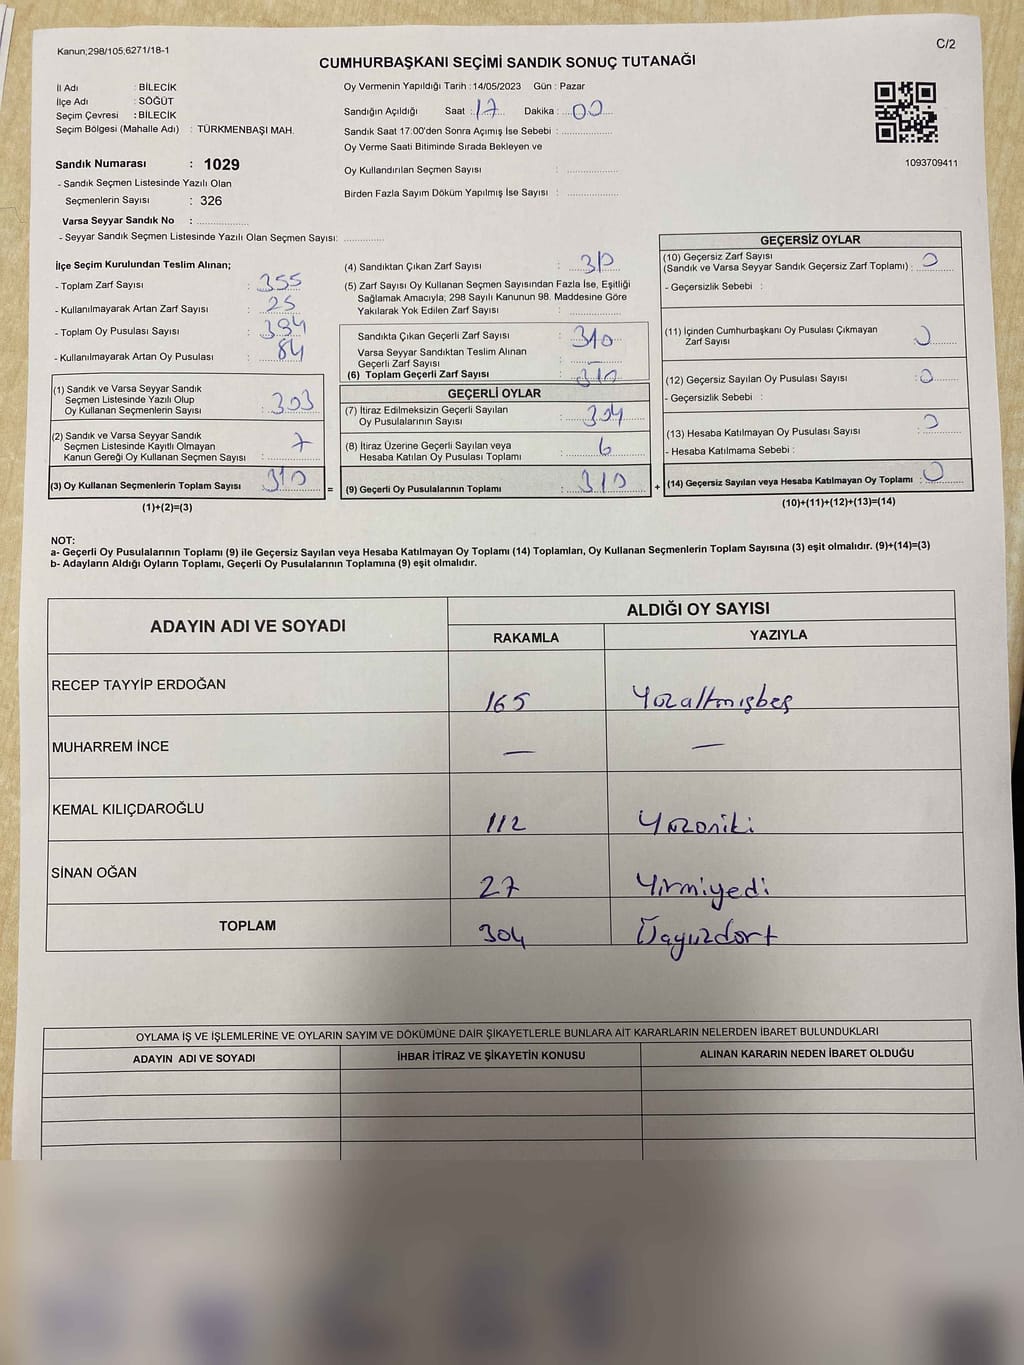 Kanun,298/105,6271/18-1
C/2
CUMHURBAŞKANI SEÇİMİ SANDIK SONUÇ TUTANAĞI
İl Adı : BİLECİK
İlçe Adı : SÖĞÜT
Seçim Çevresi : BİLECİK
Seçim Bölgesi (Mahalle Adı) : TÜRKMENBAŞI MAH.
Sandık Numarası : 1029
- Sandık Seçmen Listesinde Yazılı Olan
Seçmenlerin Sayısı : 326
Varsa Seyyar Sandık No : ..............
- Seyyar Sandık Seçmen Listesinde Yazılı Olan Seçmen Sayısı: ............
Oy Vermenin Yapıldığı Tarih : 14/05/2023 Gün : Pazar
Sandığın Açıldığı Saat : 17 Dakika : 00
Sandık Saat 17:00'den Sonra Açımış İse Sebebi : ..............
Oy Verme Saati Bitiminde Sırada Bekleyen ve
Oy Kullandırılan Seçmen Sayısı : ..............
Birden Fazla Sayım Döküm Yapılmış İse Sayısı : ..............
1093709411
İlçe Seçim Kurulundan Teslim Alınan;
- Toplam Zarf Sayısı : 355
- Kullanılmayarak Artan Zarf Sayısı : 25
- Toplam Oy Pusulası Sayısı : 394
- Kullanılmayarak Artan Oy Pusulası : 84
(1) Sandık ve Varsa Seyyar Sandık
Seçmen Listesinde Yazılı Olup
Oy Kullanan Seçmenlerin Sayısı : 303
(2) Sandık ve Varsa Seyyar Sandık
Seçmen Listesinde Kayıtlı Olmayan
Kanun Gereği Oy Kullanan Seçmen Sayısı : 7
(3) Oy Kullanan Seçmenlerin Toplam Sayısı 310 =
(1)+(2)=(3)
(4) Sandıktan Çıkan Zarf Sayısı : 310
(5) Zarf Sayısı Oy Kullanan Seçmen Sayısından Fazla İse, Eşitliği
Sağlamak Amacıyla; 298 Sayılı Kanunun 98. Maddesine Göre
Yakılarak Yok Edilen Zarf Sayısı : ..............
Sandıkta Çıkan Geçerli Zarf Sayısı : 310
Varsa Seyyar Sandıktan Teslim Alınan
Geçerli Zarf Sayısı : -
(6) Toplam Geçerli Zarf Sayısı : 310
GEÇERLİ OYLAR
(7) İtiraz Edilmeksizin Geçerli Sayılan
Oy Pusulalarının Sayısı : 304
(8) İtiraz Üzerine Geçerli Sayılan veya
Hesaba Katılan Oy Pusulası Toplamı : 6
(9) Geçerli Oy Pusulalarının Toplamı : 310 +
GEÇERSİZ OYLAR
(10) Geçersiz Zarf Sayısı
(Sandık ve Varsa Seyyar Sandık Geçersiz Zarf Toplamı) : 0
- Geçersizlik Sebebi :
(11) İçinden Cumhurbaşkanı Oy Pusulası Çıkmayan
Zarf Sayısı : 0
(12) Geçersiz Sayılan Oy Pusulası Sayısı : 0
- Geçersizlik Sebebi :
(13) Hesaba Katılmayan Oy Pusulası Sayısı : 0
- Hesaba Katılmama Sebebi :
(14) Geçersiz Sayılan veya Hesaba Katılmayan Oy Toplamı : 0
(10)+(11)+(12)+(13)=(14)
NOT:
a- Geçerli Oy Pusulalarının Toplamı (9) ile Geçersiz Sayılan veya Hesaba Katılmayan Oy Toplamı (14) Toplamları, Oy Kullanan Seçmenlerin Toplam Sayısına (3) eşit olmalıdır. (9)+(14)=(3)
b- Adayların Aldığı Oyların Toplamı, Geçerli Oy Pusulalarının Toplamına (9) eşit olmalıdır.
ADAYIN ADI VE SOYADI ALDIĞI OY SAYISI
RAKAMLA YAZIYLA
RECEP TAYYİP ERDOĞAN 165 Yüzaltmışbeş
MUHARREM İNCE — —
KEMAL KILIÇDAROĞLU 112 Yüzoniki
SİNAN OĞAN 27 Yirmiyedi
TOPLAM 304 Üçyüzdört
OYLAMA İŞ VE İŞLEMLERİNE VE OYLARIN SAYIM VE DÖKÜMÜNE DAİR ŞİKAYETLERLE BUNLARA AİT KARARLARIN NELERDEN İBARET BULUNDUKLARI
ADAYIN ADI VE SOYADI İHBAR İTİRAZ VE ŞİKAYETİN KONUSU ALINAN KARARIN NEDEN İBARET OLDUĞU